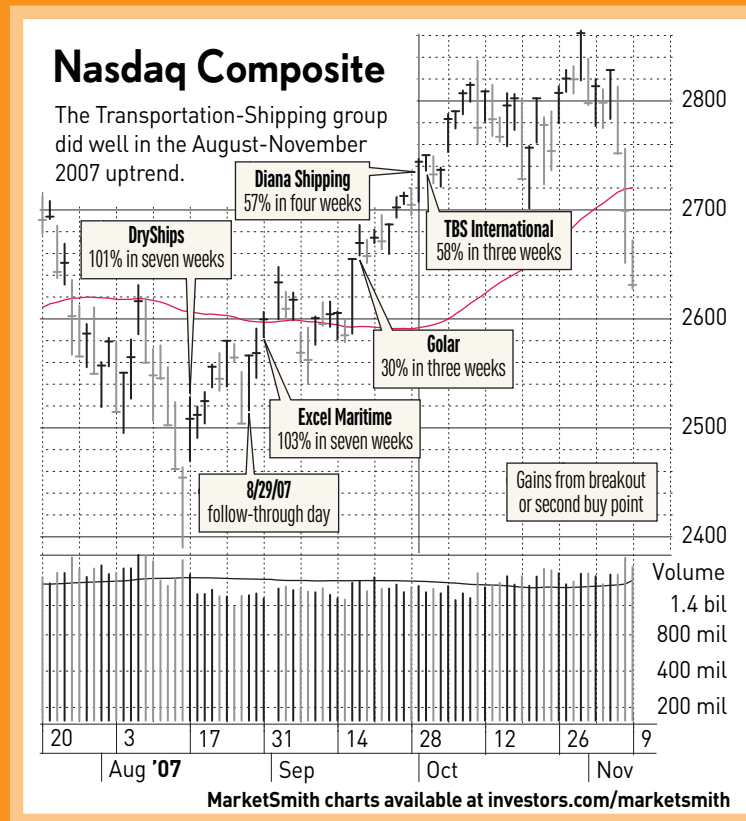 Nasdaq Composite
The Transportation-Shipping group
did well in the August-November
2007 uptrend.
2800
Diana Shipping
57% in four weeks
2700
DryShips
101% in seven weeks
TBS International
58% in three weeks
2600
Golar
30% in three weeks
Excel Maritime
103% in seven weeks
2500
8/29/07
follow-through day
Gains from breakout
or second buy point
2400
Volume
1.4 bil
800 mil
400 mil
200 mil
20 3 17 31 14 28 12 26 9
Aug '07 Sep Oct Nov
MarketSmith charts available at investors.com/marketsmith